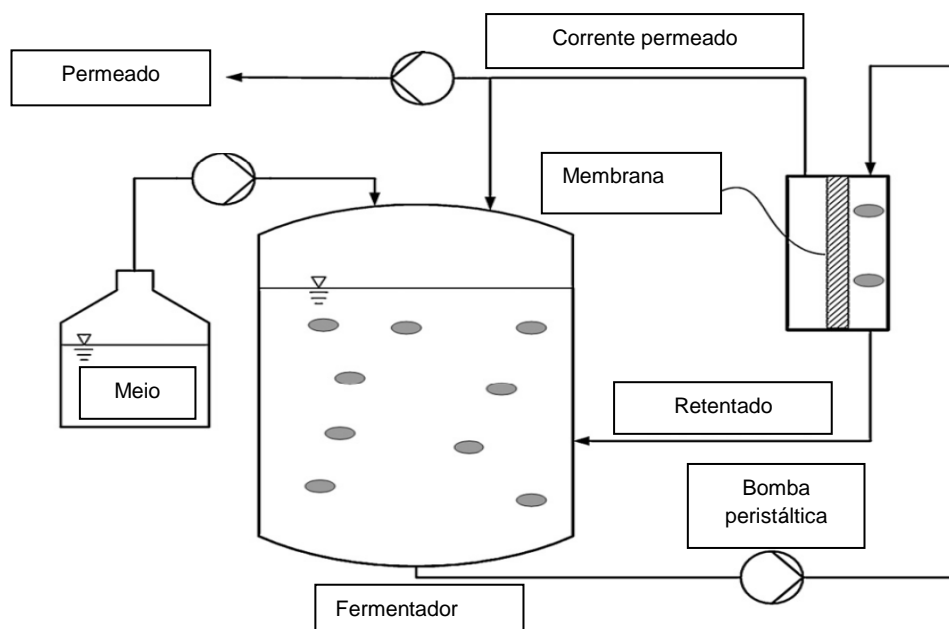 Corrente permeado
Permeado
Membrana
Meio
Retentado
Bomba
peristáltica
Fermentador